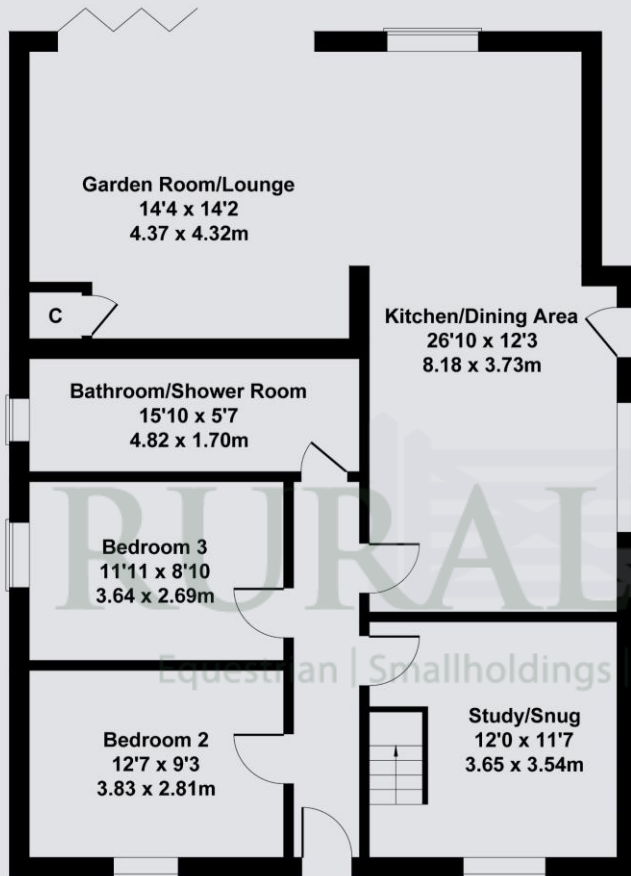 Garden Room/Lounge
14'4 x 14'2
4.37 x 4.32m
C
Kitchen/Dining Area
26'10 x 12'3
8.18 x 3.73m
Bathroom/Shower Room
15'10 x 5'7
4.82 x 1.70m
RURAL
Bedroom 3
11'11 x 8'10
3.64 x 2.69m
Equestrian | Smallholdings |
Study/Snug
12'0 x 11'7
3.65 x 3.54m
Bedroom 2
12'7 x 9'3
3.83 x 2.81m